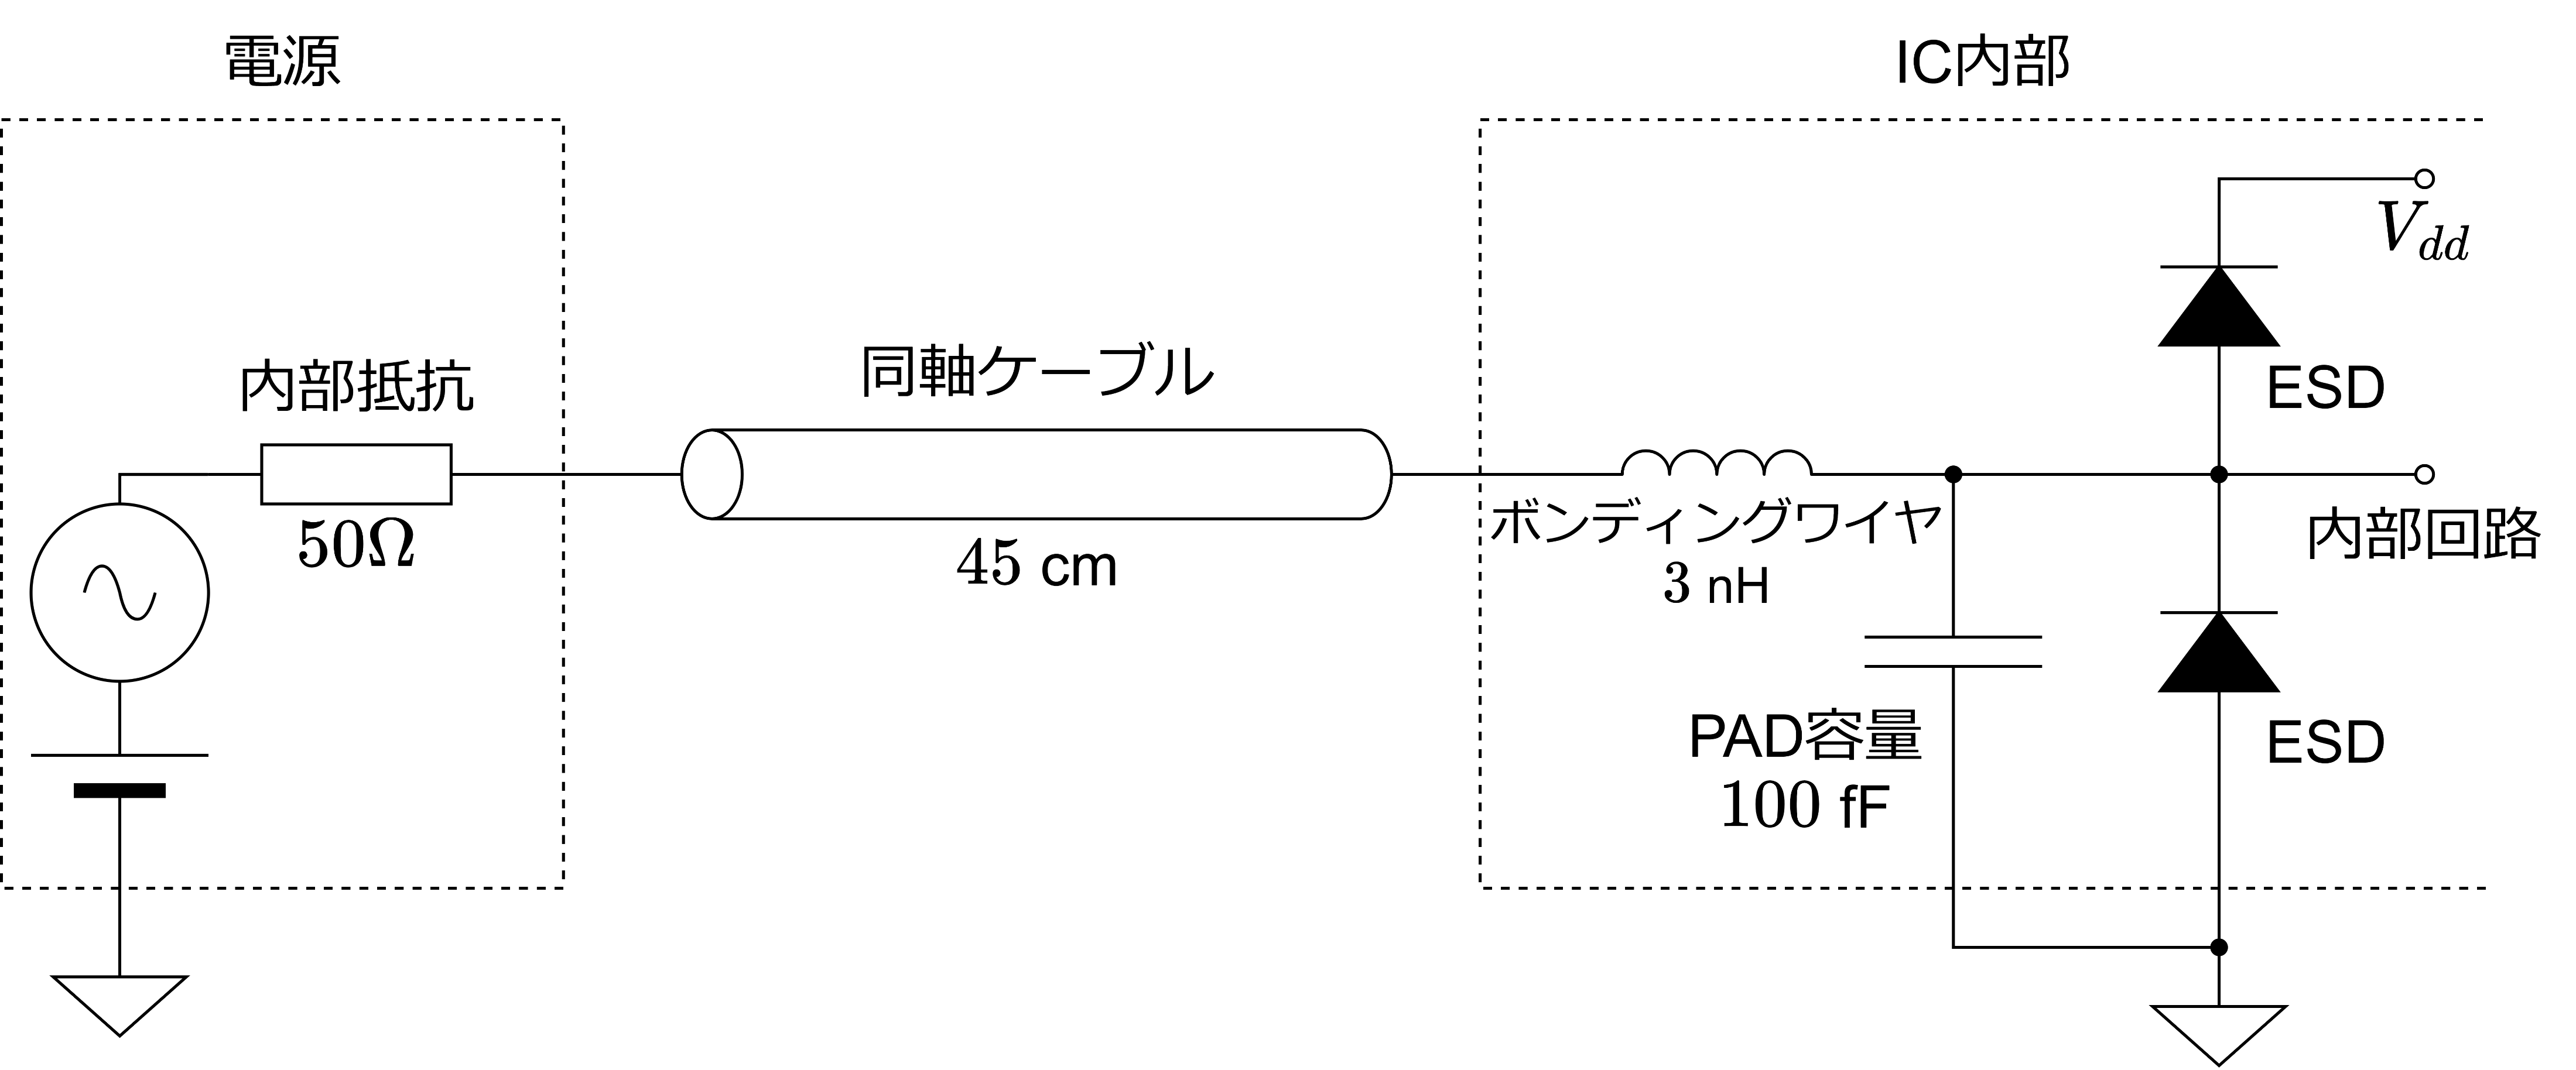 電源
IC内部
V_{dd}
内部抵抗
50Ω
同軸ケーブル
45 cm
ESD
ボンディングワイヤ
3 nH
内部回路
PAD容量
100 fF
ESD